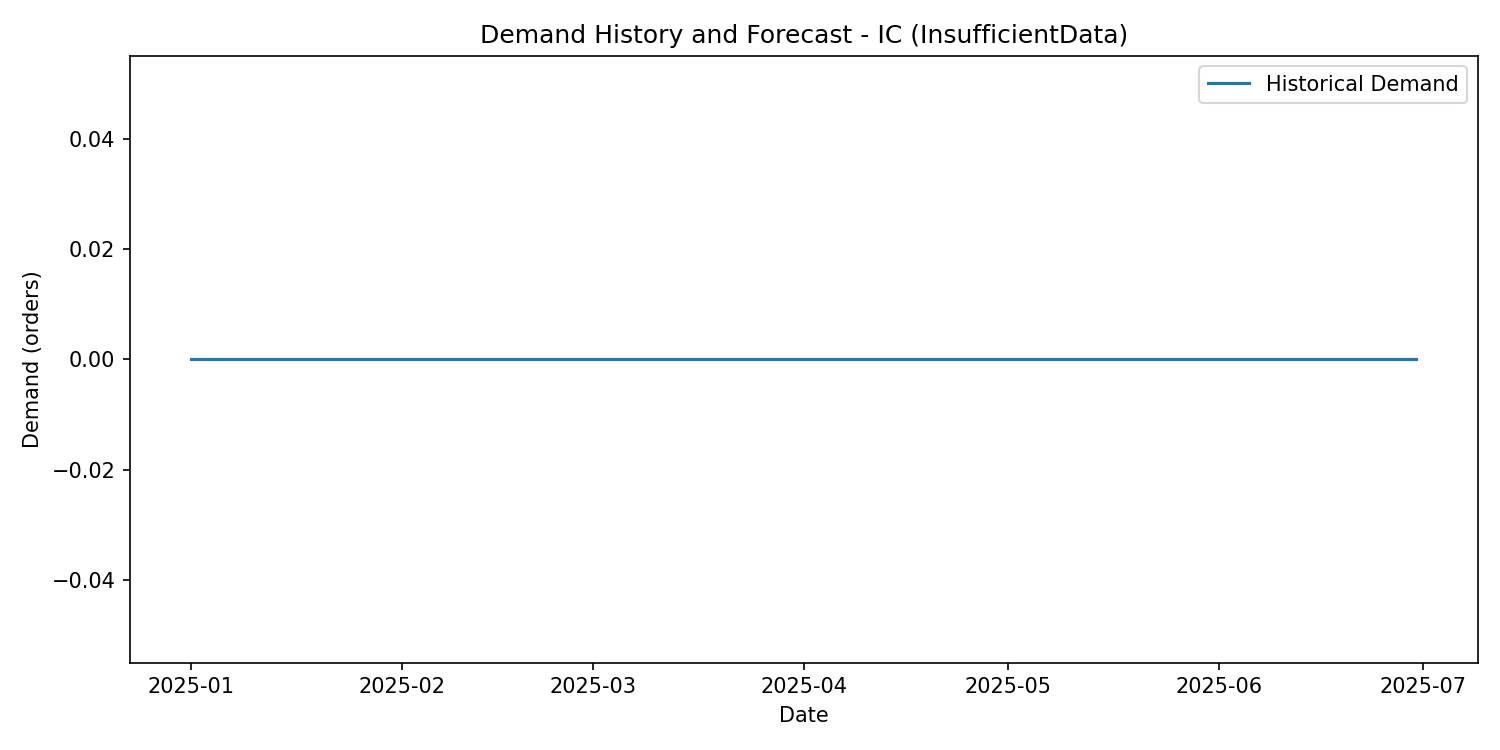 Demand History and Forecast - IC (InsufficientData)
Historical Demand
Demand (orders)
0.04
0.02
0.00
−0.02
−0.04
2025-01 2025-02 2025-03 2025-04 2025-05 2025-06 2025-07
Date